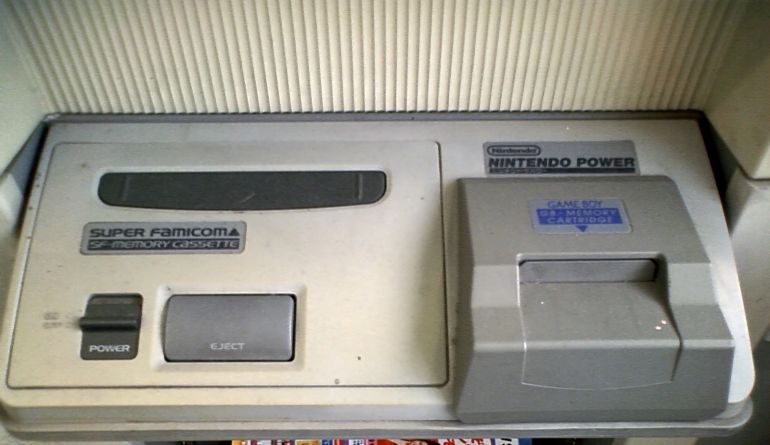 SUPER FAMICOM▲
SF-MEMORY CASSETTE
POWER
EJECT
Nintendo
NINTENDO POWER
GAME BOY
GB-MEMORY
CARTRIDGE
▼